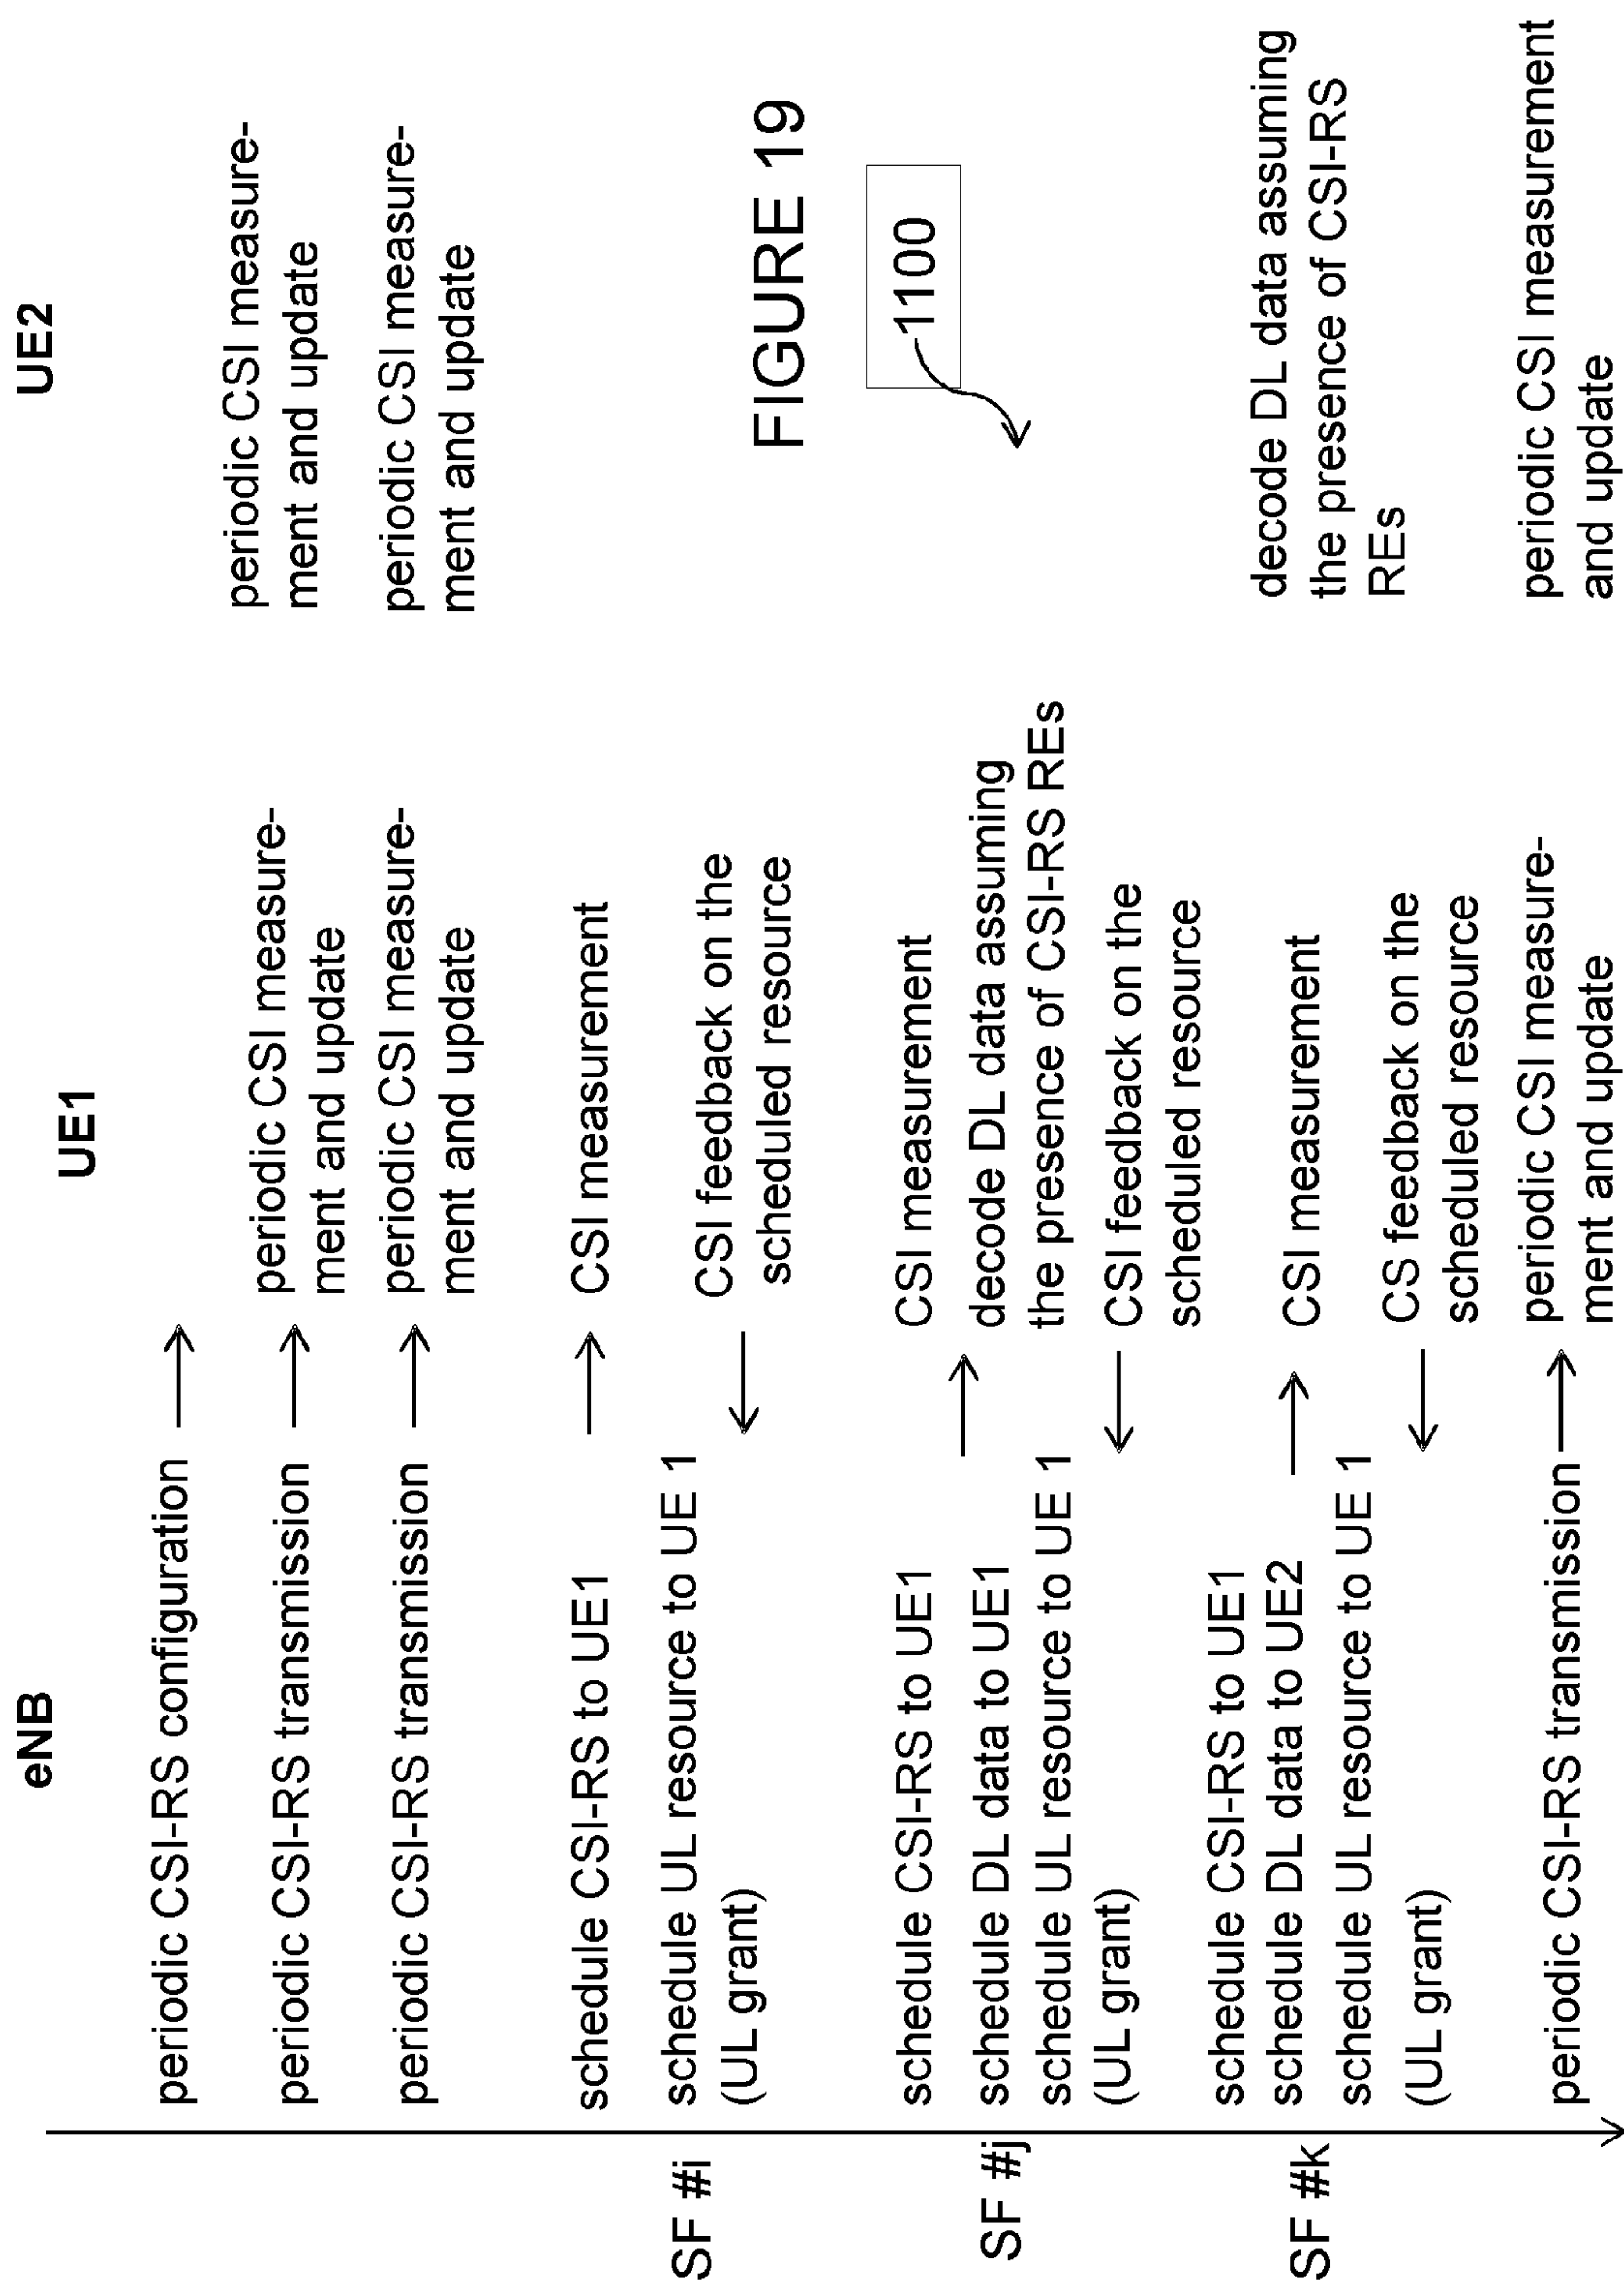 eNB
UE1
UE2
periodic CSI-RS configuration
periodic CSI-RS transmission
periodic CSI measure-
ment and update
periodic CSI measure-
ment and update
periodic CSI-RS transmission
periodic CSI measure-
ment and update
periodic CSI measure-
ment and update
SF #i
schedule CSI-RS to UE1
CSI measurement
schedule UL resource to UE 1
(UL grant)
CSI feedback on the
scheduled resource
FIGURE 19
1100
SF #j
schedule CSI-RS to UE1
schedule DL data to UE1
schedule UL resource to UE 1
(UL grant)
CSI measurement
decode DL data assuming
the presence of CSI-RS REs
CSI feedback on the
scheduled resource
SF #k
schedule CSI-RS to UE1
schedule DL data to UE2
schedule UL resource to UE 1
(UL grant)
CSI measurement
CS feedback on the
scheduled resource
decode DL data assuming
the presence of CSI-RS
REs
periodic CSI-RS transmission
periodic CSI measure-
ment and update
periodic CSI measurement
and update